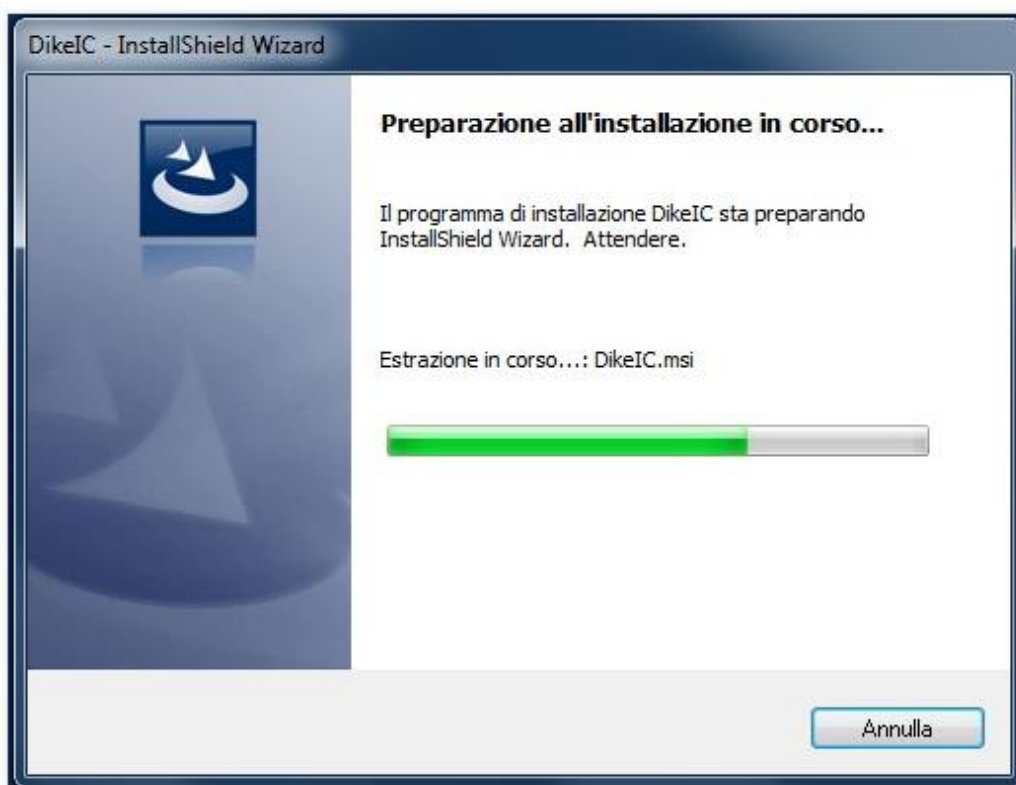 DikeIC - InstallShield Wizard
Preparazione all'installazione in corso...
Il programma di installazione DikeIC sta preparando
InstallShield Wizard. Attendere.
Estrazione in corso...: DikeIC.msi
Annulla